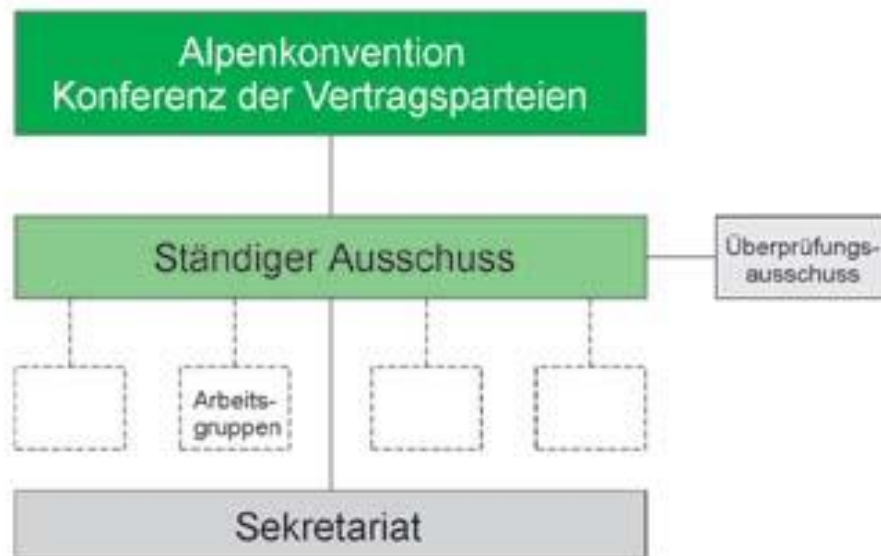 Alpenkonvention
Konferenz der Vertragsparteien
Ständiger Ausschuss
Überprüfungs-
ausschuss
Arbeits-
gruppen
Sekretariat